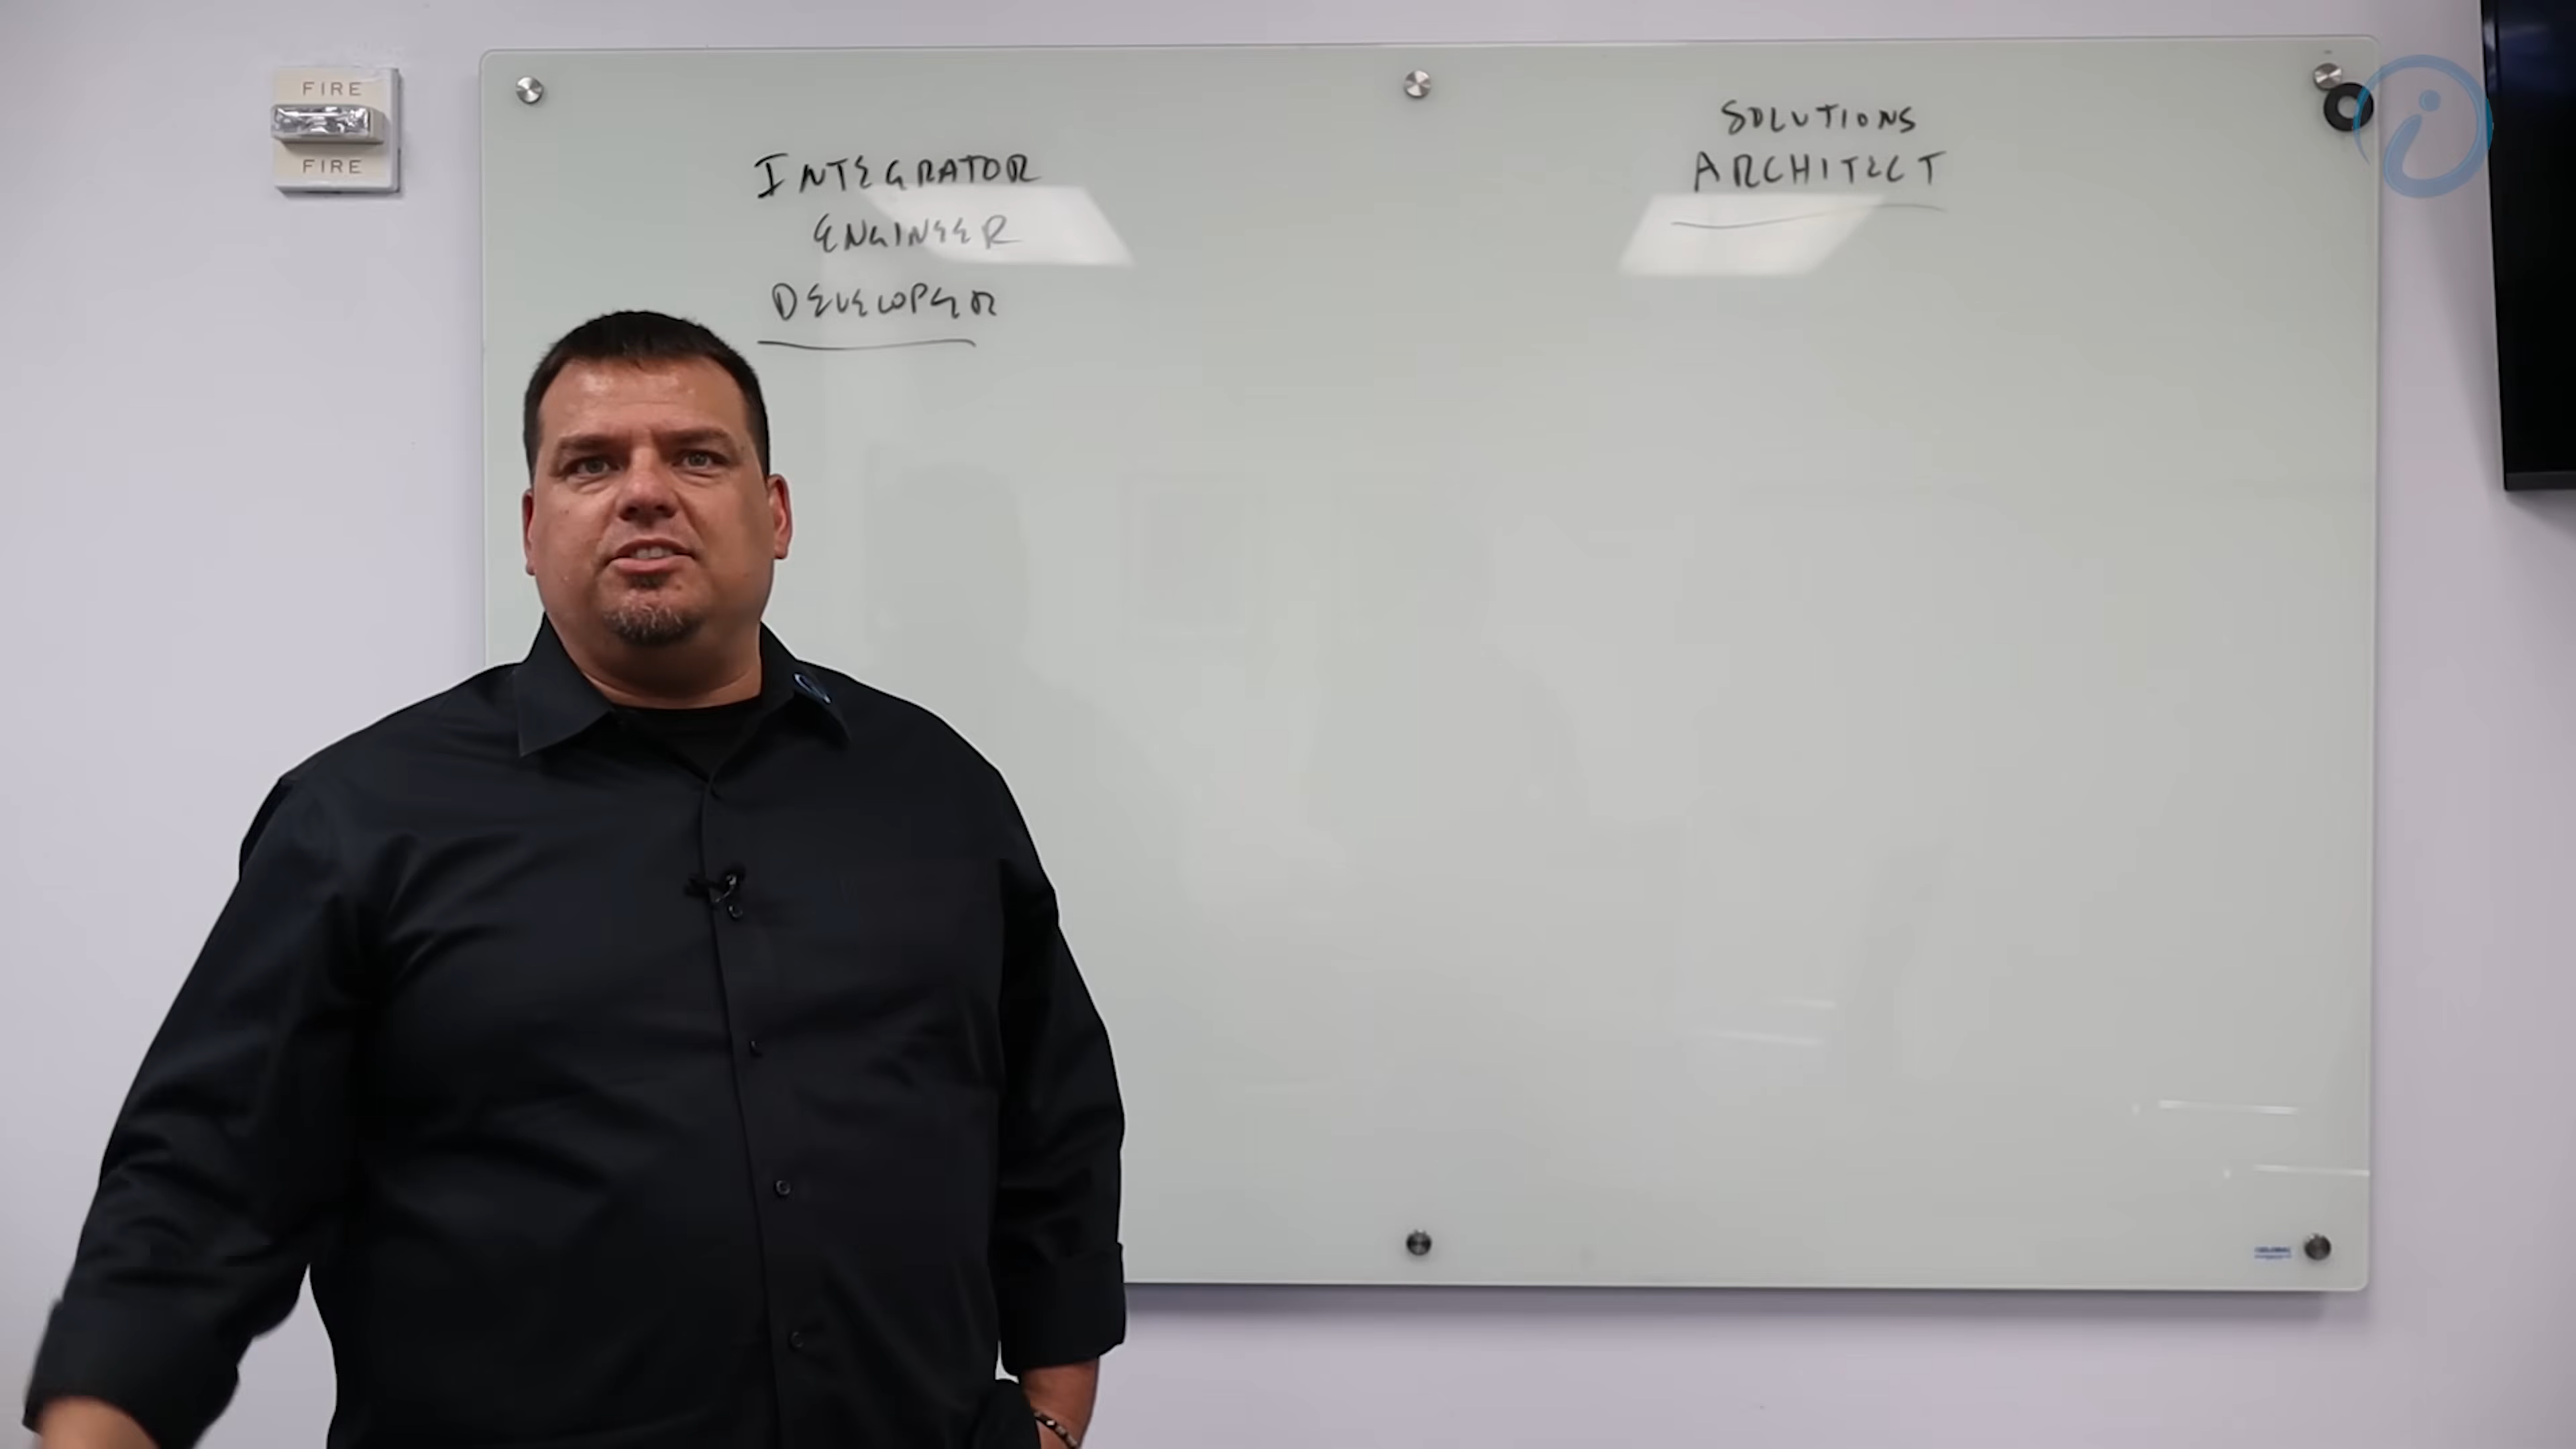 FIRE
FIRE
INTEGRATOR
ENGINEER
DEVELOPER
SOLUTIONS
ARCHITECT